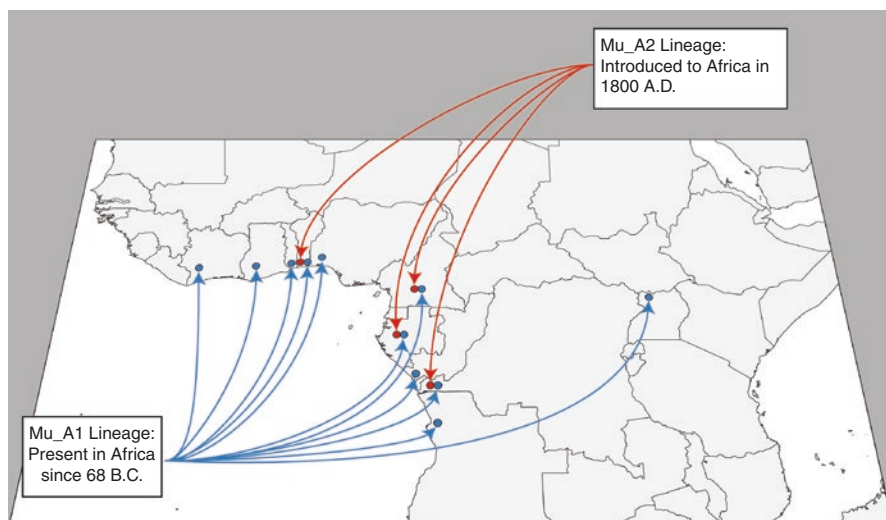 Mu_A2 Lineage:
Introduced to Africa in
1800 A.D.
Mu_A1 Lineage:
Present in Africa
since 68 B.C.